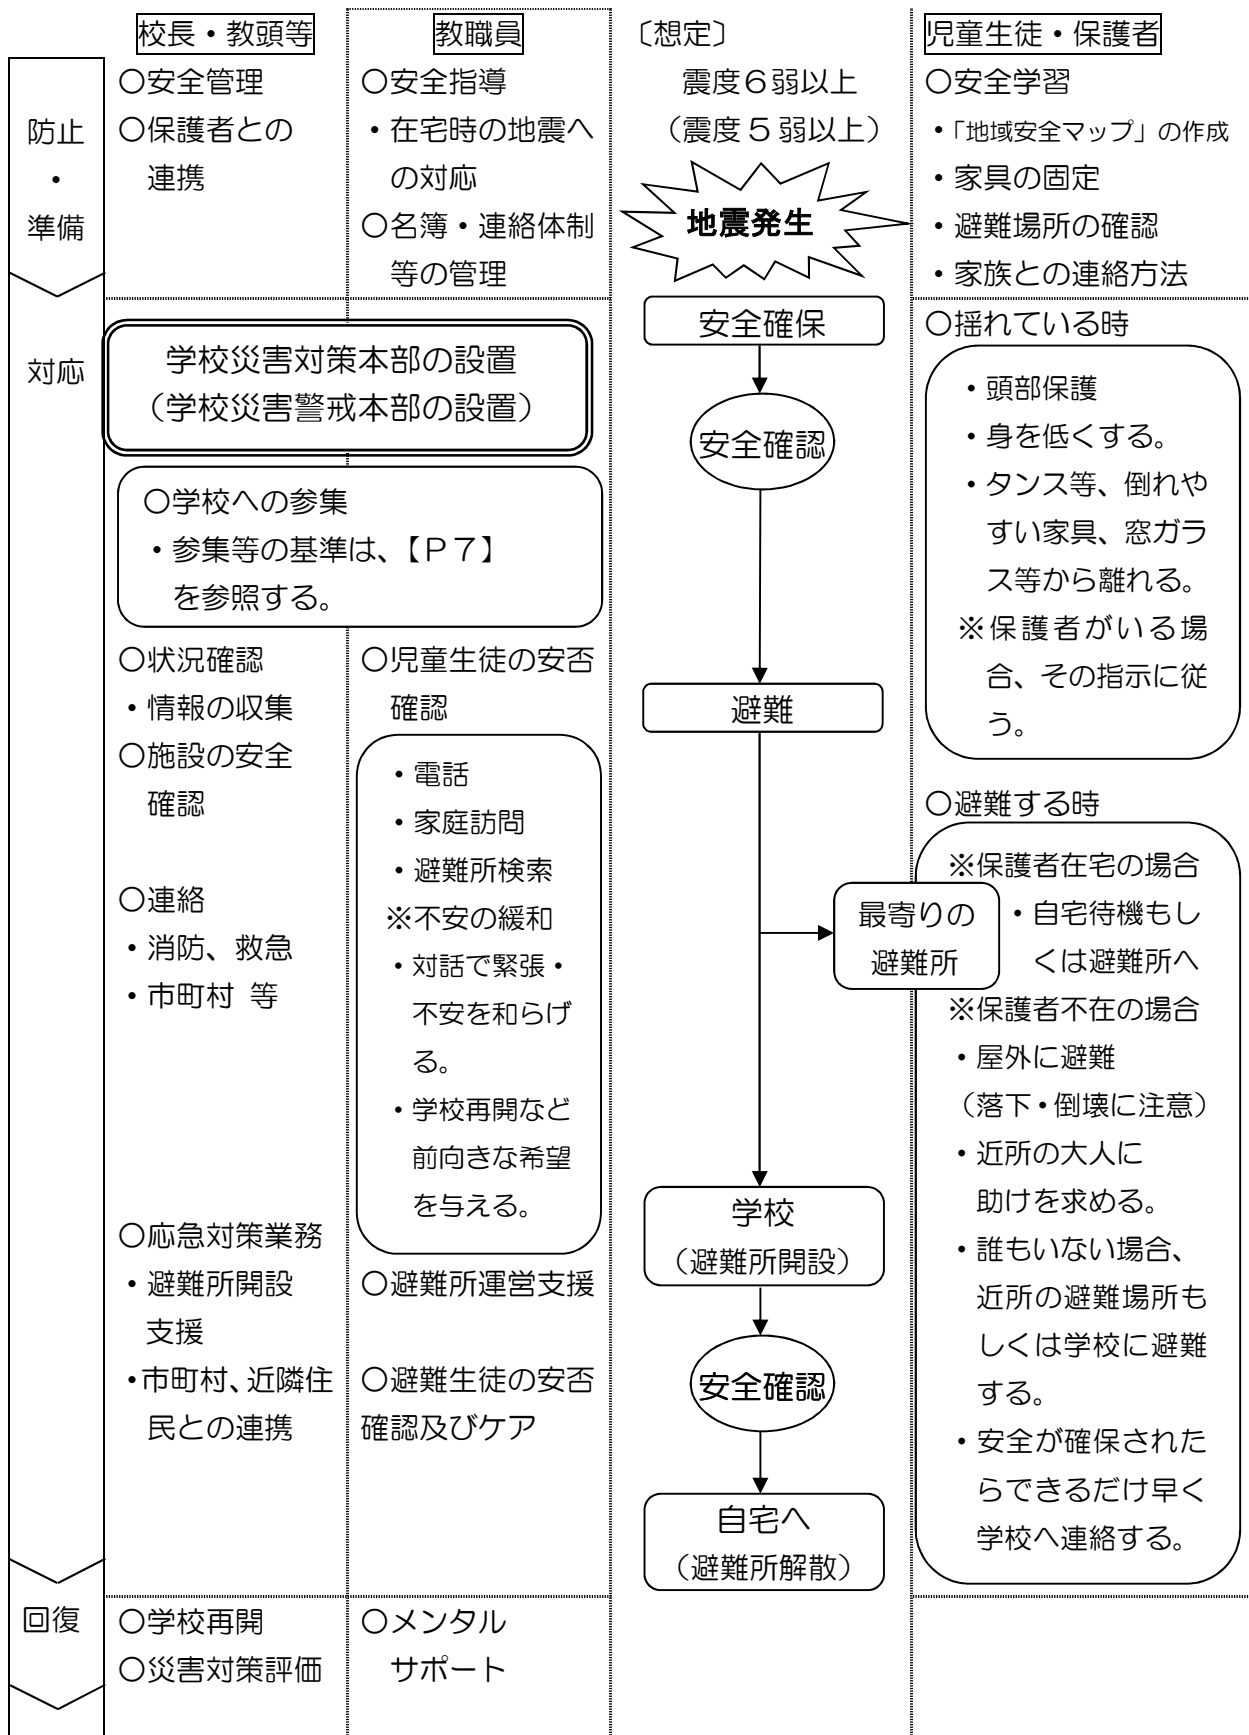 校長・教頭等
教職員
〔想定〕
児童生徒・保護者
防止
・
準備
対応
回復
○安全管理
○保護者との
連携
学校災害対策本部の設置
（学校災害警戒本部の設置）
○学校への参集
・参集等の基準は、【Ｐ７】
を参照する。
○状況確認
・情報の収集
○施設の安全
確認
○連絡
・消防、救急
・市町村 等
○応急対策業務
・避難所開設
支援
・市町村、近隣住
民との連携
○学校再開
○災害対策評価
○安全指導
・在宅時の地震へ
の対応
○名簿・連絡体制
等の管理
○児童生徒の安否
確認
・電話
・家庭訪問
・避難所検索
※不安の緩和
・対話で緊張・
不安を和らげ
る。
・学校再開など
前向きな希望
を与える。
○避難所運営支援
○避難生徒の安否
確認及びケア
○メンタル
サポート
震度６弱以上
（震度５弱以上）
地震発生
安全確保
安全確認
避難
最寄りの
避難所
学校
（避難所開設）
安全確認
自宅へ
（避難所解散）
○安全学習
・「地域安全マップ」の作成
・家具の固定
・避難場所の確認
・家族との連絡方法
○揺れている時
・頭部保護
・身を低くする。
・タンス等、倒れや
すい家具、窓ガラ
ス等から離れる。
※保護者がいる場
合、その指示に従
う。
○避難する時
※保護者在宅の場合
・自宅待機もし
くは避難所へ
※保護者不在の場合
・屋外に避難
（落下・倒壊に注意）
・近所の大人に
助けを求める。
・誰もいない場合、
近所の避難場所も
しくは学校に避難
する。
・安全が確保された
らできるだけ早く
学校へ連絡する。